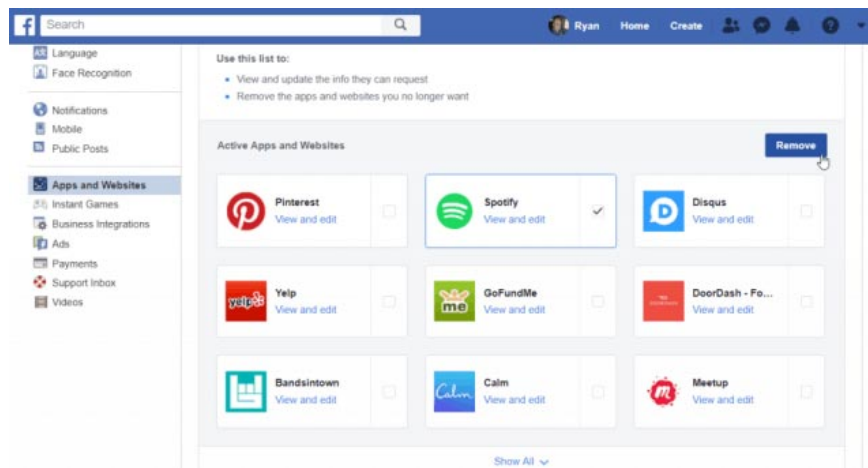 f Search Ryan Home Create
Language
Face Recognition
Notifications
Mobile
Public Posts
Apps and Websites
Instant Games
Business Integrations
Ads
Payments
Support Inbox
Videos
Use this list to:
• View and update the info they can request
• Remove the apps and websites you no longer want
Active Apps and Websites Remove
Pinterest
View and edit
Spotify
View and edit
Disqus
View and edit
yelp
Yelp
View and edit
me
GoFundMe
View and edit
DoorDash - Fo...
View and edit
Bandsintown
View and edit
Calm
Calm
View and edit
m
Meetup
View and edit
Show All